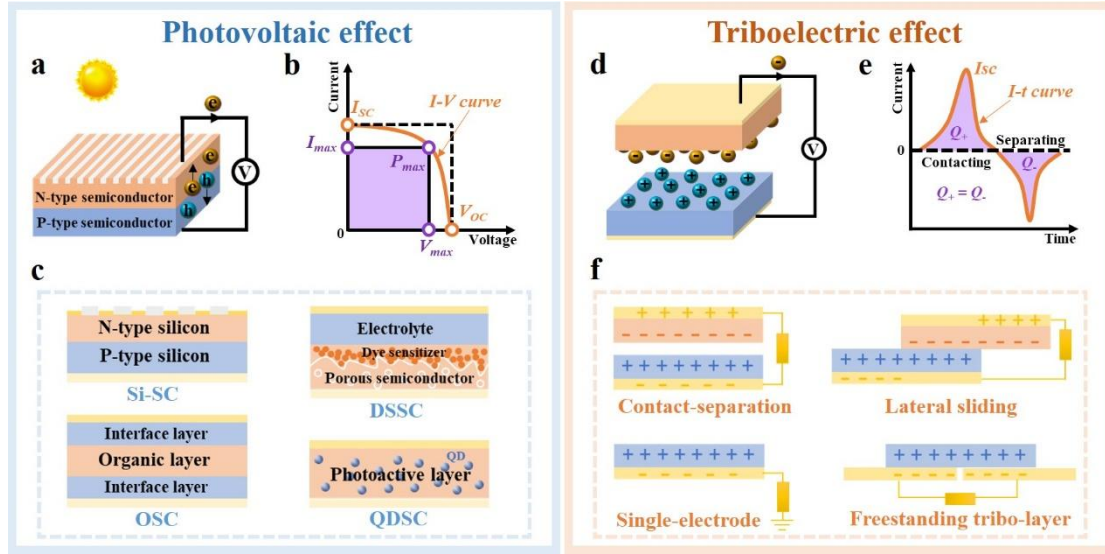 Photovoltaic effect
a
e
e
h
e
h
V
N-type semiconductor
P-type semiconductor
b
Current
I-V curve
ISC
Imax
Pmax
VOC
0
Voltage
Vmax
c
N-type silicon
P-type silicon
Si-SC
Electrolyte
Dye sensitizer
Porous semiconductor
DSSC
Interface layer
Organic layer
Interface layer
OSC
QD
Photoactive layer
QDSC
Triboelectric effect
d
V
e
Current
Isc
I-t curve
Q+
Separating
0
Contacting
Q-
Q+ = Q-
Time
f
+ + + + +
- - - - - - -
+ + + + + + + +
- - - - -
Contact-separation
+ + + +
- - - - - - -
+ + + + + + + +
- - - -
Lateral sliding
+ + + + + + + +
- - - - -
Single-electrode
+ + + + + + + +
- - - - - - - -
Freestanding tribo-layer